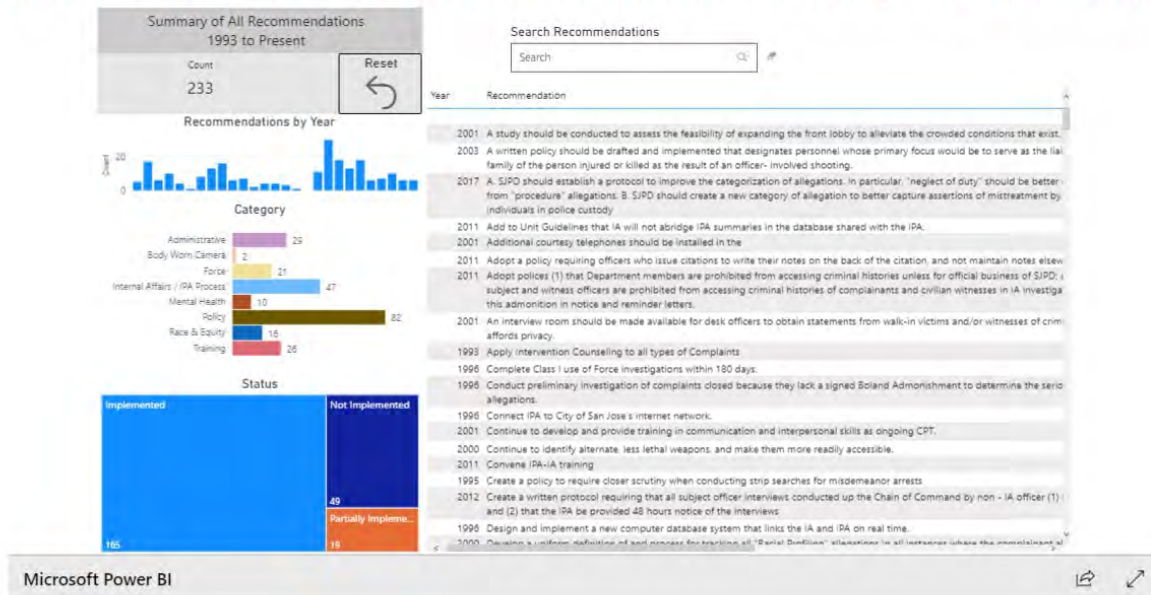 Summary of All Recommendations
1993 to Present
Count
233
Reset
Recommendations by Year
Count
20
0
Category
Administrative 29
Body Worn Camera 2
Force 21
Internal Affairs / IPA Process 47
Mental Health 10
Policy 82
Race & Equity 16
Training 26
Status
Implemented
165
Not Implemented
49
Partially Impleme...
19
Search Recommendations
Search
Year Recommendation
2001 A study should be conducted to assess the feasibility of expanding the front lobby to alleviate the crowded conditions that exist.
2003 A written policy should be drafted and implemented that designates personnel whose primary focus would be to serve as the liai
family of the person injured or killed as the result of an officer- involved shooting.
2017 A. SJPD should establish a protocol to improve the categorization of allegations. In particular, "neglect of duty" should be better
from "procedure" allegations. B. SJPD should create a new category of allegation to better capture assertions of mistreatment by
individuals in police custody
2011 Add to Unit Guidelines that IA will not abridge IPA summaries in the database shared with the IPA.
2001 Additional courtesy telephones should be installed in the
2011 Adopt a policy requiring officers who issue citations to write their notes on the back of the citation, and not maintain notes elsew
2011 Adopt polices (1) that Department members are prohibited from accessing criminal histories unless for official business of SJPD;
subject and witness officers are prohibited from accessing criminal histories of complainants and civilian witnesses in IA investiga
this admonition in notice and reminder letters.
2001 An interview room should be made available for desk officers to obtain statements from walk-in victims and/or witnesses of crim
affords privacy.
1993 Apply Intervention Counseling to all types of Complaints
1996 Complete Class I use of Force investigations within 180 days.
1996 Conduct preliminary investigation of complaints closed because they lack a signed Boland Admonishment to determine the serio
allegations.
1996 Connect IPA to City of San Jose's internet network.
2001 Continue to develop and provide training in communication and interpersonal skills as ongoing CPT.
2000 Continue to identify alternate, less lethal weapons, and make them more readily accessible.
2011 Convene IPA-IA training
1995 Create a policy to require closer scrutiny when conducting strip searches for misdemeanor arrests
2012 Create a written protocol requiring that all subject officer interviews conducted up the Chain of Command by non - IA officer (1)
and (2) that the IPA be provided 48 hours notice of the interviews
1996 Design and implement a new computer database system that links the IA and IPA on real time.
2000 Develop a uniform definition of and process for tracking all "Racial Profiling" allegations in all instances where the complainant al
Microsoft Power BI